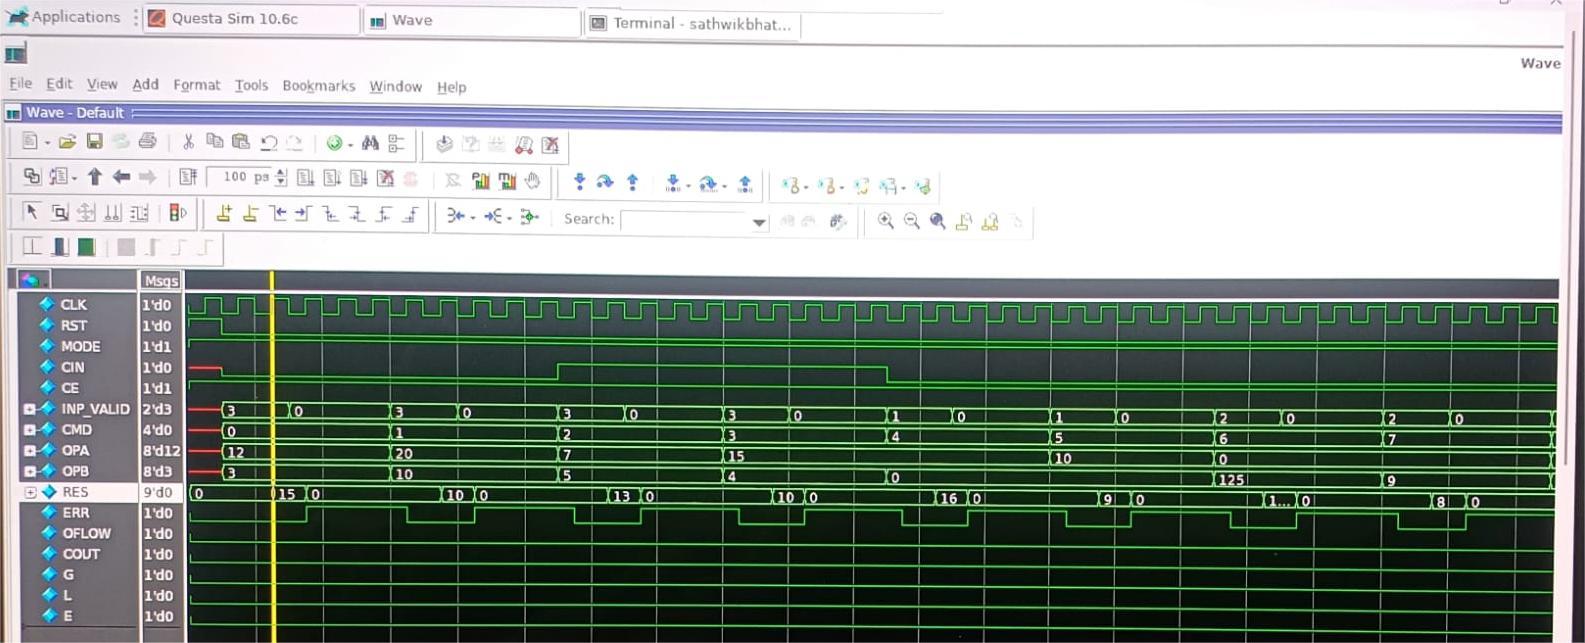 Applications Questa Sim 10.6c Wave Terminal - sathwikbhat...
Wave
File Edit View Add Format Tools Bookmarks Window Help
Wave - Default
100 ps
Search:
Msgs
CLK 1'd0
RST 1'd0
MODE 1'd1
CIN 1'd0
CE 1'd1
INP_VALID 2'd3 3 0 3 0 3 0 3 0 1 0 1 0 2 0 2 0
CMD 4'd0 0 1 2 3 4 5 6 7
OPA 8'd12 12 20 7 15 10 0
OPB 8'd3 3 10 5 4 0 125 9
RES 9'd0 0 15 0 10 0 13 0 10 0 16 0 9 0 1... 0 8 0
ERR 1'd0
OFLOW 1'd0
COUT 1'd0
G 1'd0
L 1'd0
E 1'd0